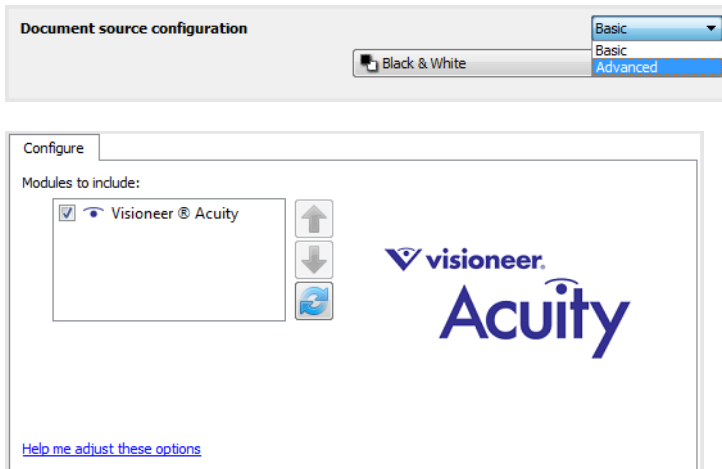 Document source configuration
Basic
Basic
Black & White
Advanced
Configure
Modules to include:
Visioneer ® Acuity
visioneer.
Acuity
Help me adjust these options